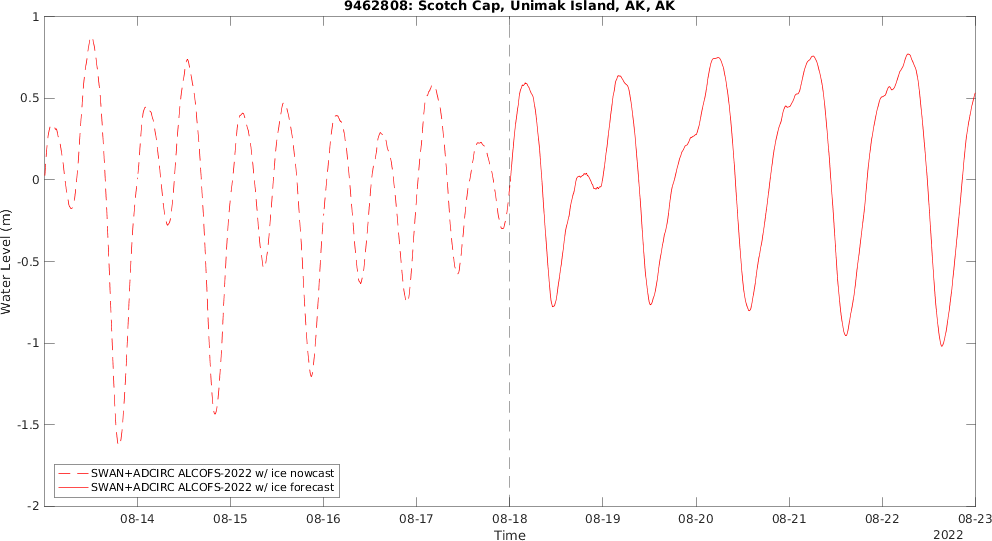 9462808: Scotch Cap, Unimak Island, AK, AK
1
0.5
0
-0.5
-1
-1.5
-2
Water Level (m)
SWAN+ADCIRC ALCOFS-2022 w/ ice nowcast
SWAN+ADCIRC ALCOFS-2022 w/ ice forecast
08-14 08-15 08-16 08-17 08-18 08-19 08-20 08-21 08-22 08-23
Time
2022